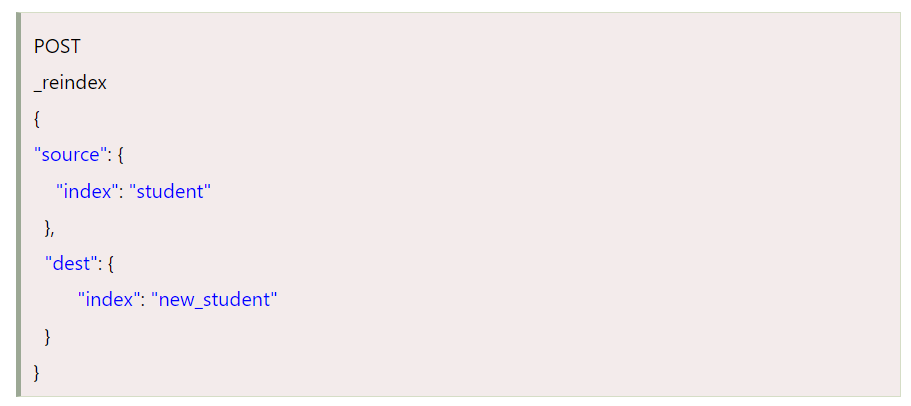 POST
_reindex
{
"source": {
"index": "student"
},
"dest": {
"index": "new_student"
}
}